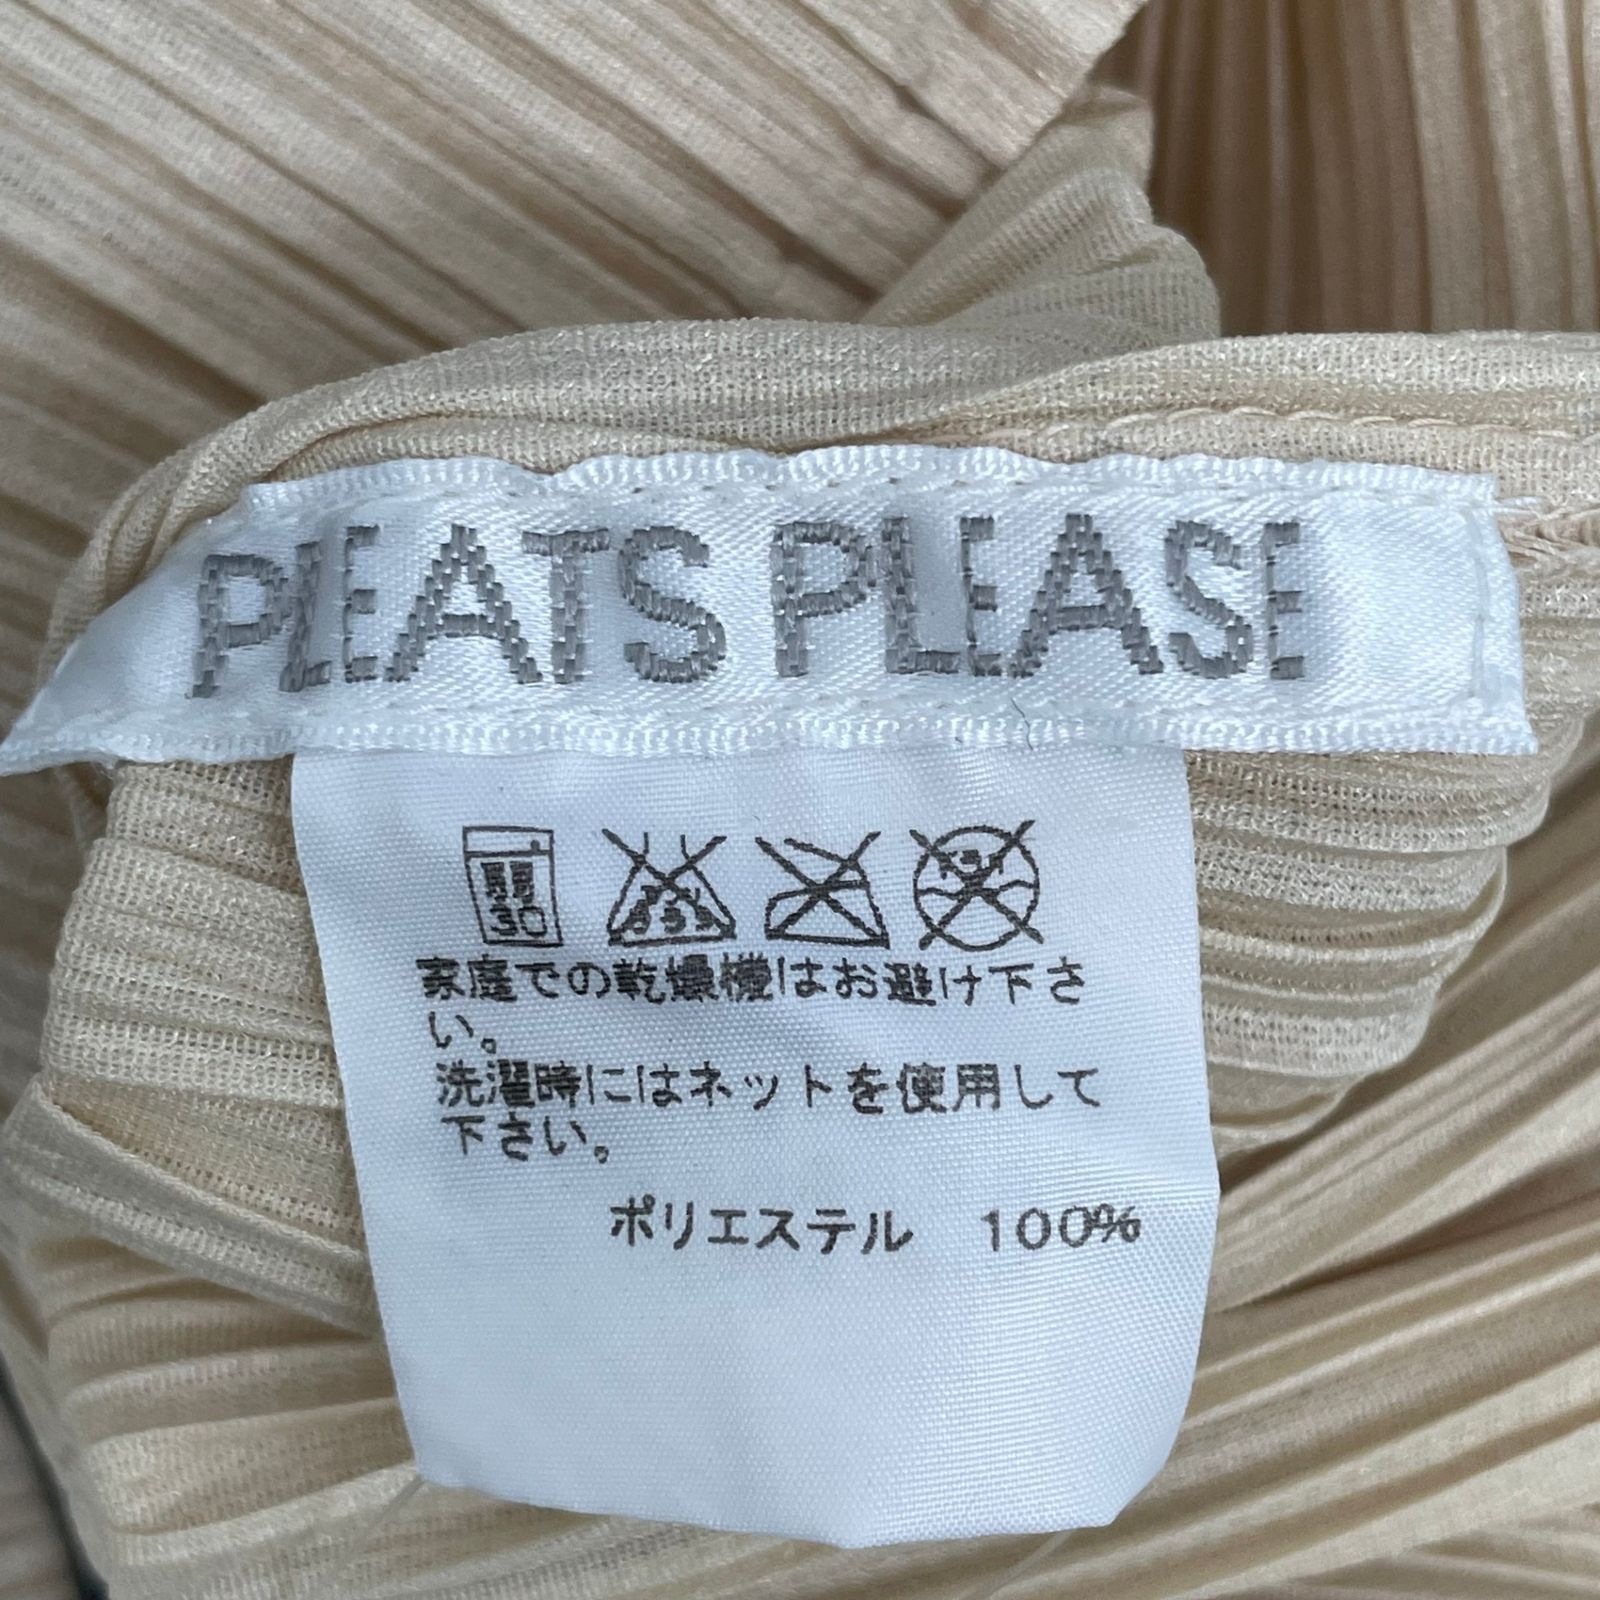 PLEATS PLEASE
30
家庭での乾燥機はお避け下さ
い。
洗濯時にはネットを使用して
下さい。
ポリエステル 100%